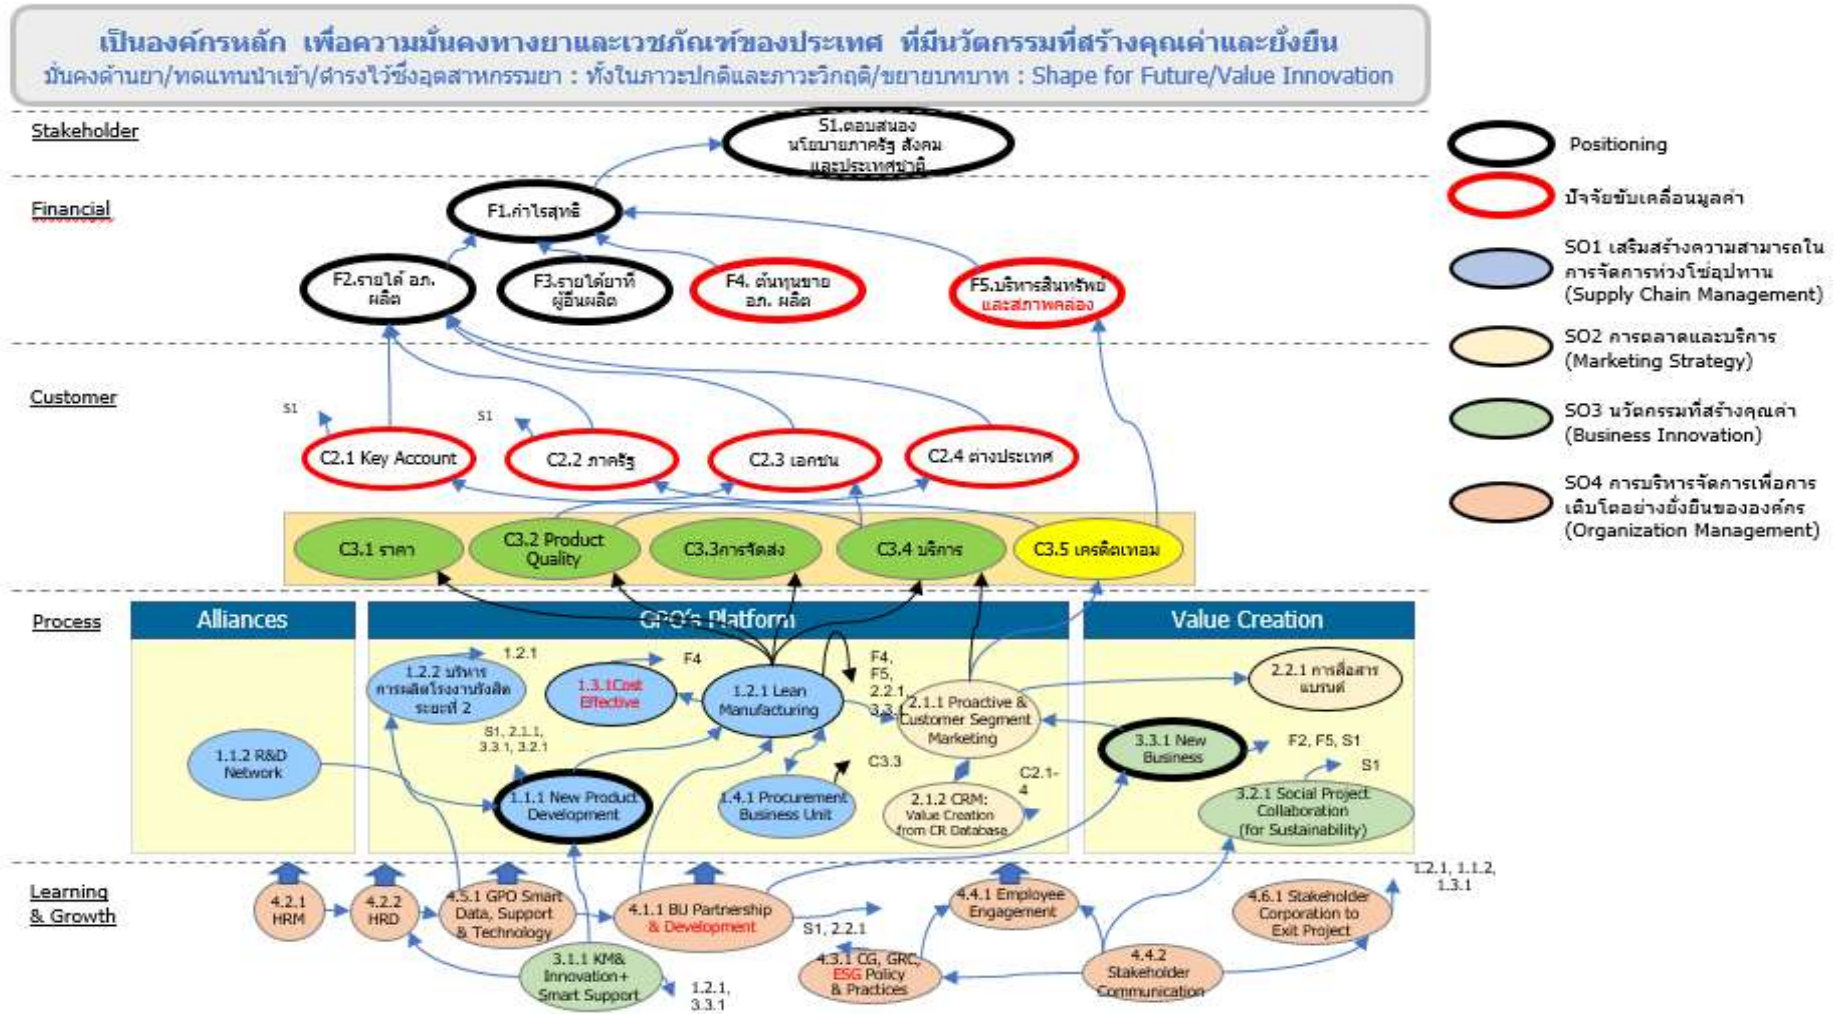 เป็นองค์กรหลัก เพื่อความมั่นคงทางยาและเวชภัณฑ์ของประเทศ ที่มีนวัตกรรมที่สร้างคุณค่าและยั่งยืน
มั่นคงด้านยา/ทดแทนนำเข้า/ดำรงไว้ซึ่งอุตสาหกรรมยา : ทั้งในภาวะปกติและภาวะวิกฤติ/ขยายบทบาท : Shape for Future/Value Innovation
Stakeholder
S1.ตอบสนอง
นโยบายภาครัฐ สังคม
และประเทศชาติ
Financial
F1.กำไรสุทธิ
F2.รายได้ อภ.
ผลิต
F3.รายได้ยาที่
ผู้อื่นผลิต
F4. ต้นทุนขาย
อภ. ผลิต
F5.บริหารสินทรัพย์
และสภาพคล่อง
Customer
S1
S1
C2.1 Key Account
C2.2 ภาครัฐ
C2.3 เอกชน
C2.4 ต่างประเทศ
C3.1 ราคา
C3.2 Product
Quality
C3.3การจัดส่ง
C3.4 บริการ
C3.5 เครดิตเทอม
Process
Alliances
GPO's Platform
Value Creation
1.1.2 R&D
Network
1.2.2 บริหาร
การผลิตโรงงานรังสิต
ระยะที่ 2
1.2.1
1.3.1Cost
Effective
F4
1.2.1 Lean
Manufacturing
F4,
F5,
2.2.1,
3.3.1
2.1.1 Proactive &
Customer Segment
Marketing
2.2.1 การสื่อสาร
แบรนด์
S1, 2.1.1,
3.3.1, 3.2.1
1.1.1 New Product
Development
1.4.1 Procurement
Business Unit
C3.3
2.1.2 CRM:
Value Creation
from CR Database
C2.1-
4
3.3.1 New
Business
F2, F5, S1
S1
3.2.1 Social Project
Collaboration
(for Sustainability)
Learning
& Growth
4.2.1
HRM
4.2.2
HRD
4.5.1 GPO Smart
Data, Support
& Technology
4.1.1 BU Partnership
& Development
S1, 2.2.1
4.4.1 Employee
Engagement
4.6.1 Stakeholder
Corporation to
Exit Project
1.2.1, 1.1.2,
1.3.1
3.1.1 KM&
Innovation+
Smart Support
1.2.1,
3.3.1
4.3.1 CG, GRC,
ESG Policy
& Practices
4.4.2
Stakeholder
Communication
Positioning
ปัจจัยขับเคลื่อนมูลค่า
SO1 เสริมสร้างความสามารถใน
การจัดการห่วงโซ่อุปทาน
(Supply Chain Management)
SO2 การตลาดและบริการ
(Marketing Strategy)
SO3 นวัตกรรมที่สร้างคุณค่า
(Business Innovation)
SO4 การบริหารจัดการเพื่อการ
เติบโตอย่างยั่งยืนขององค์กร
(Organization Management)